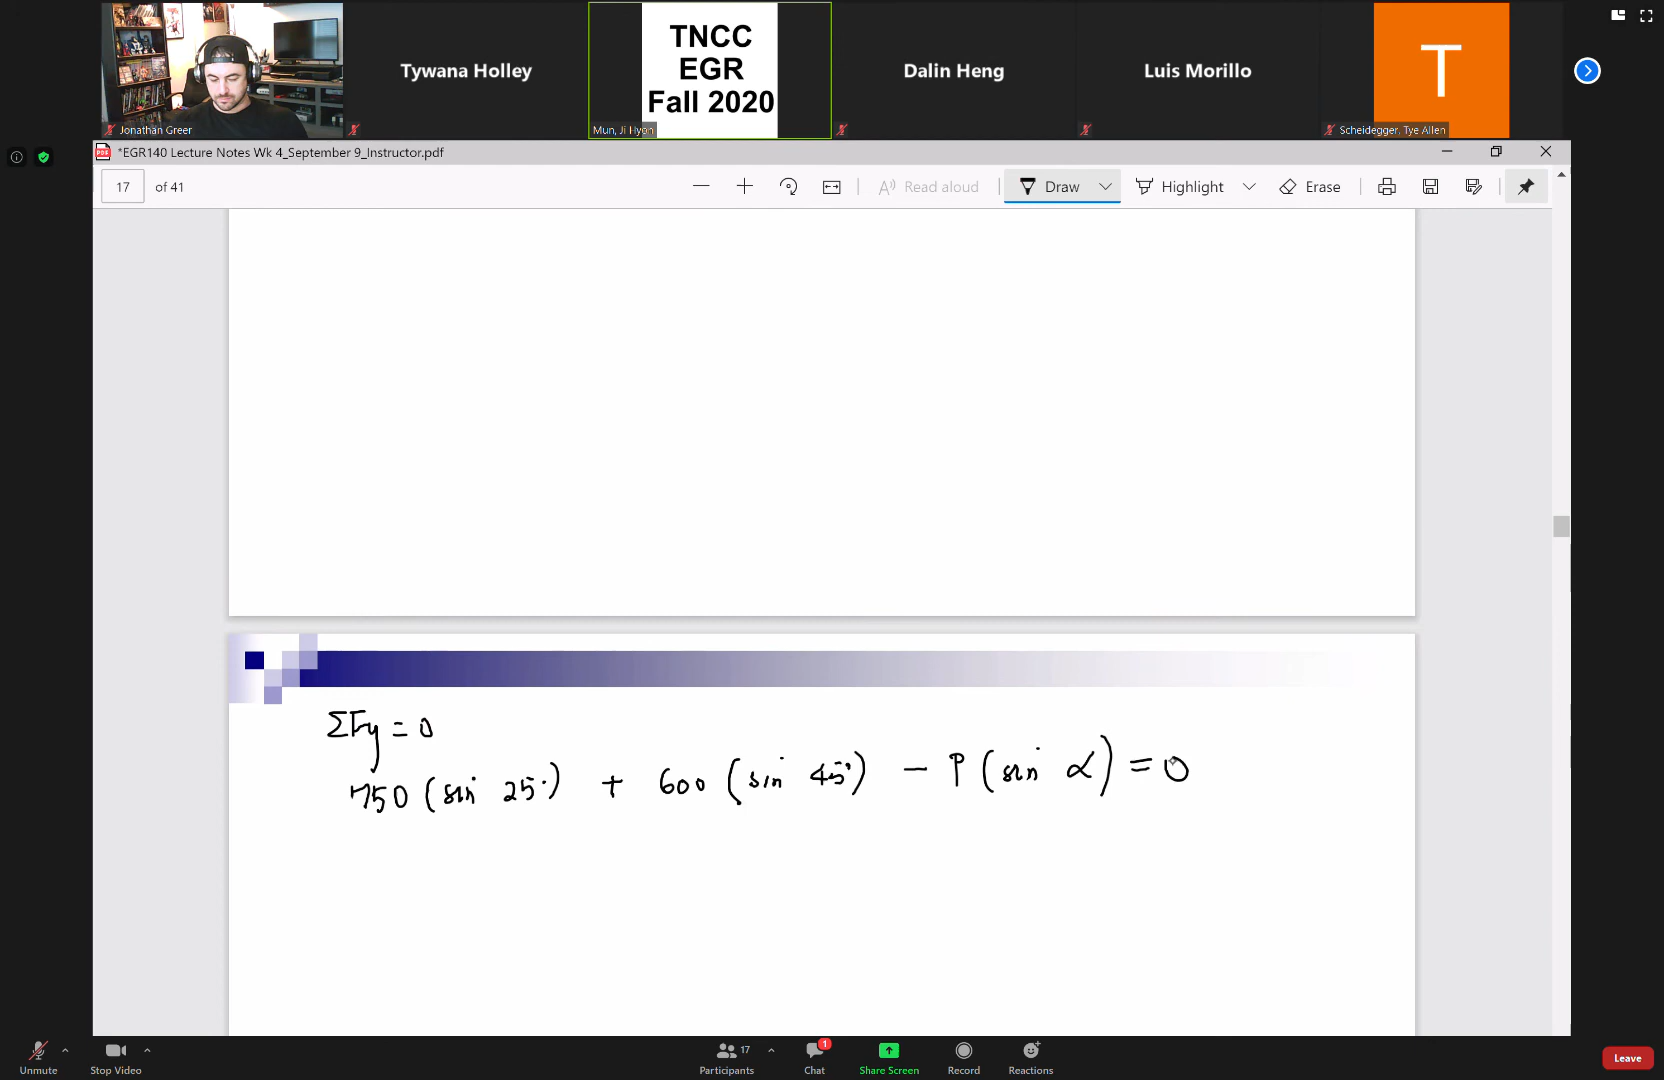 TNCC
EGR
Fall 2020
Tywana Holley
Dalin Heng
Luis Morillo
T
Jonathan Greer
Mun, Ji Hyon
Scheidegger, Tye Allen
*EGR140 Lecture Notes Wk 4_September 9_Instructor.pdf
17 of 41
Read aloud
Draw
Highlight
Erase
ΣFy = 0
750 (sin 25°) + 600 (sin 45°) - P (sin α) = 0
Unmute
Stop Video
17
Participants
1
Chat
Share Screen
Record
Reactions
Leave